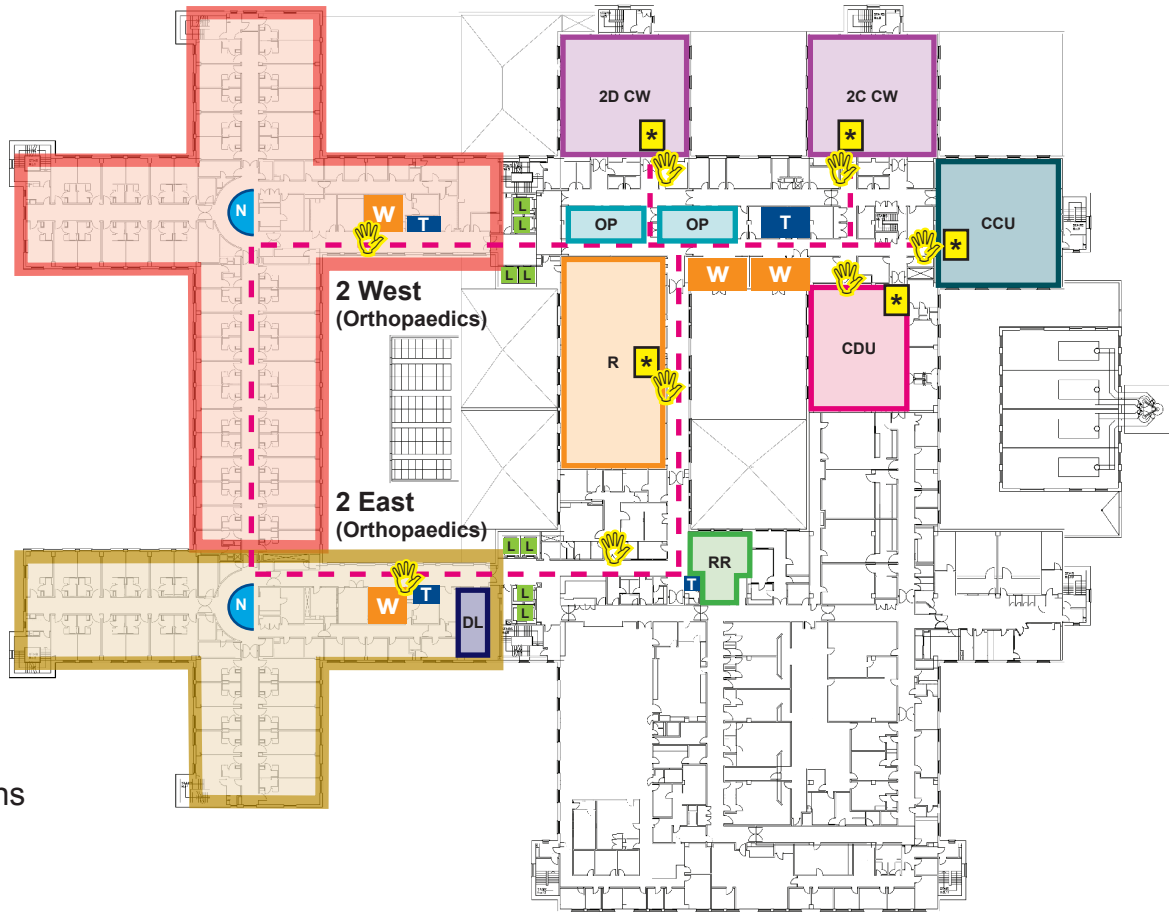 2D CW
2C CW
*
*
L
L
N
W
T
OP
OP
T
CCU
*
L
L
W
W
2 West
(Orthopaedics)
*
CDU
R
*
2 East
(Orthopaedics)
L
L
RR
N
W
T
DL
L
L
T
ns